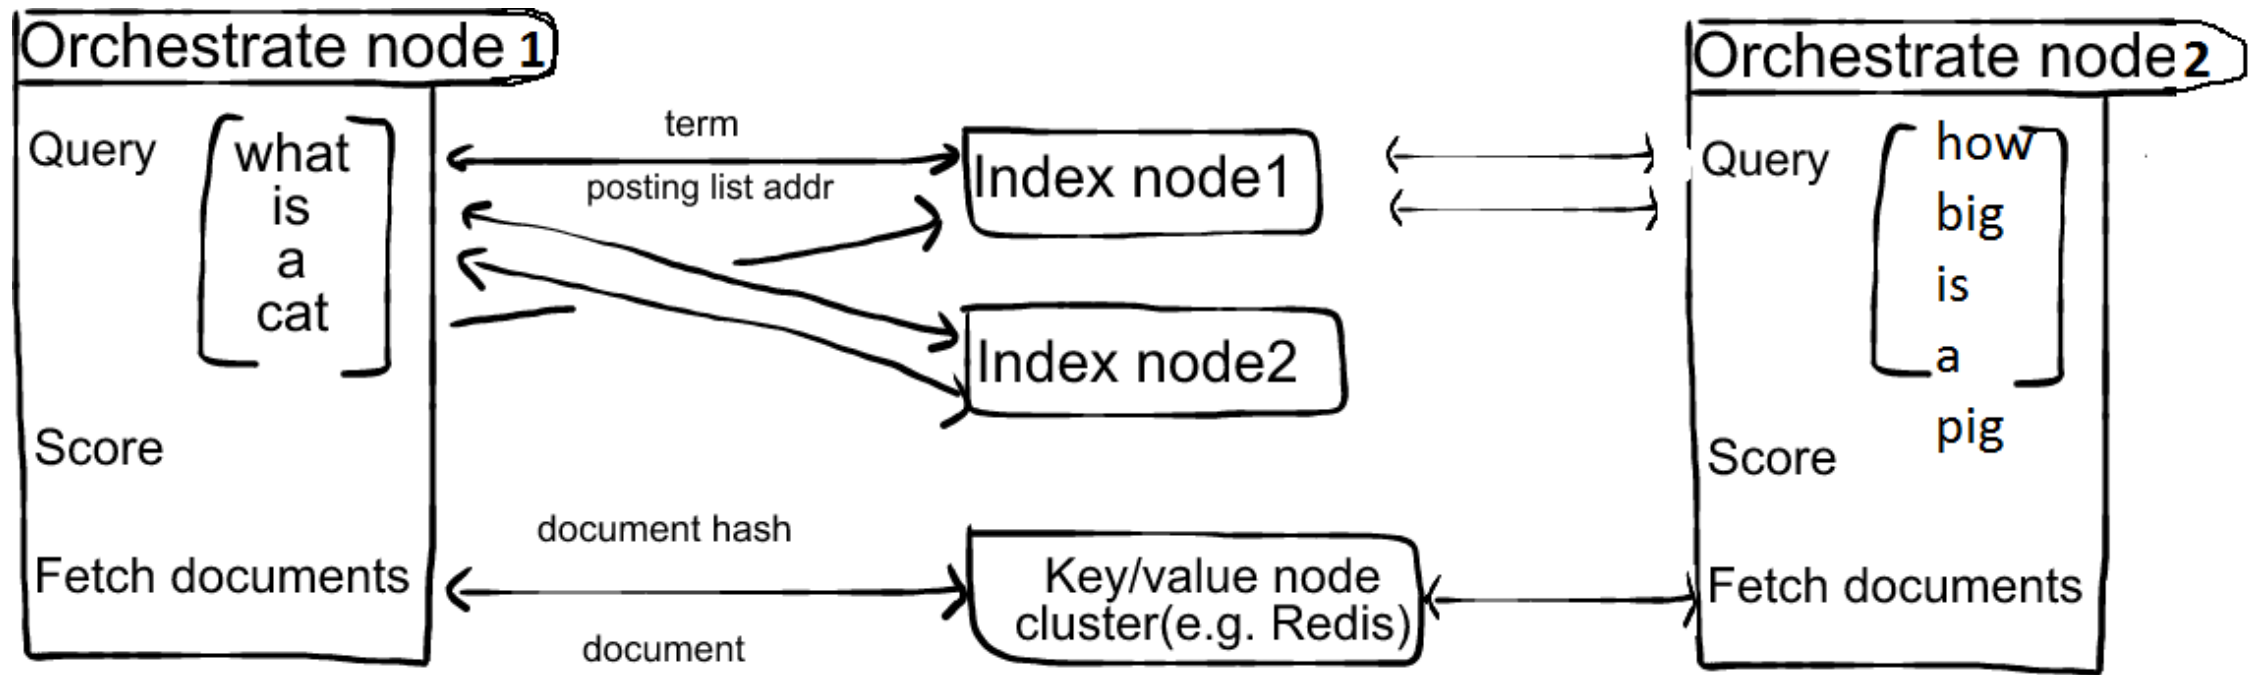 Orchestrate node 1
Query
what
is
a
cat
Score
Fetch documents
term
posting list addr
Index node1
Index node2
document hash
document
Key/value node
cluster(e.g. Redis)
Orchestrate node 2
Query
how
big
is
a
pig
Score
Fetch documents